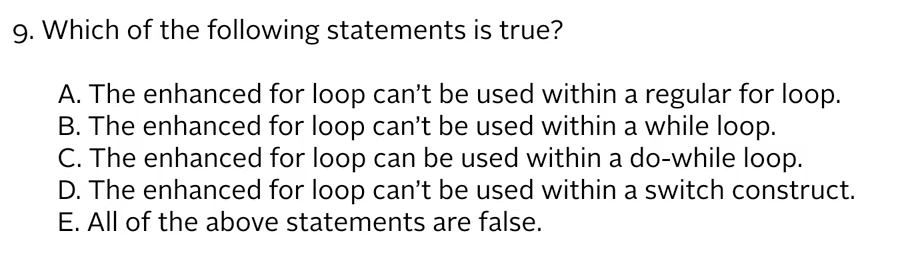 9. Which of the following statements is true?
A. The enhanced for loop can't be used within a regular for loop.
B. The enhanced for loop can't be used within a while loop.
C. The enhanced for loop can be used within a do-while loop.
D. The enhanced for loop can't be used within a switch construct.
E. All of the above statements are false.